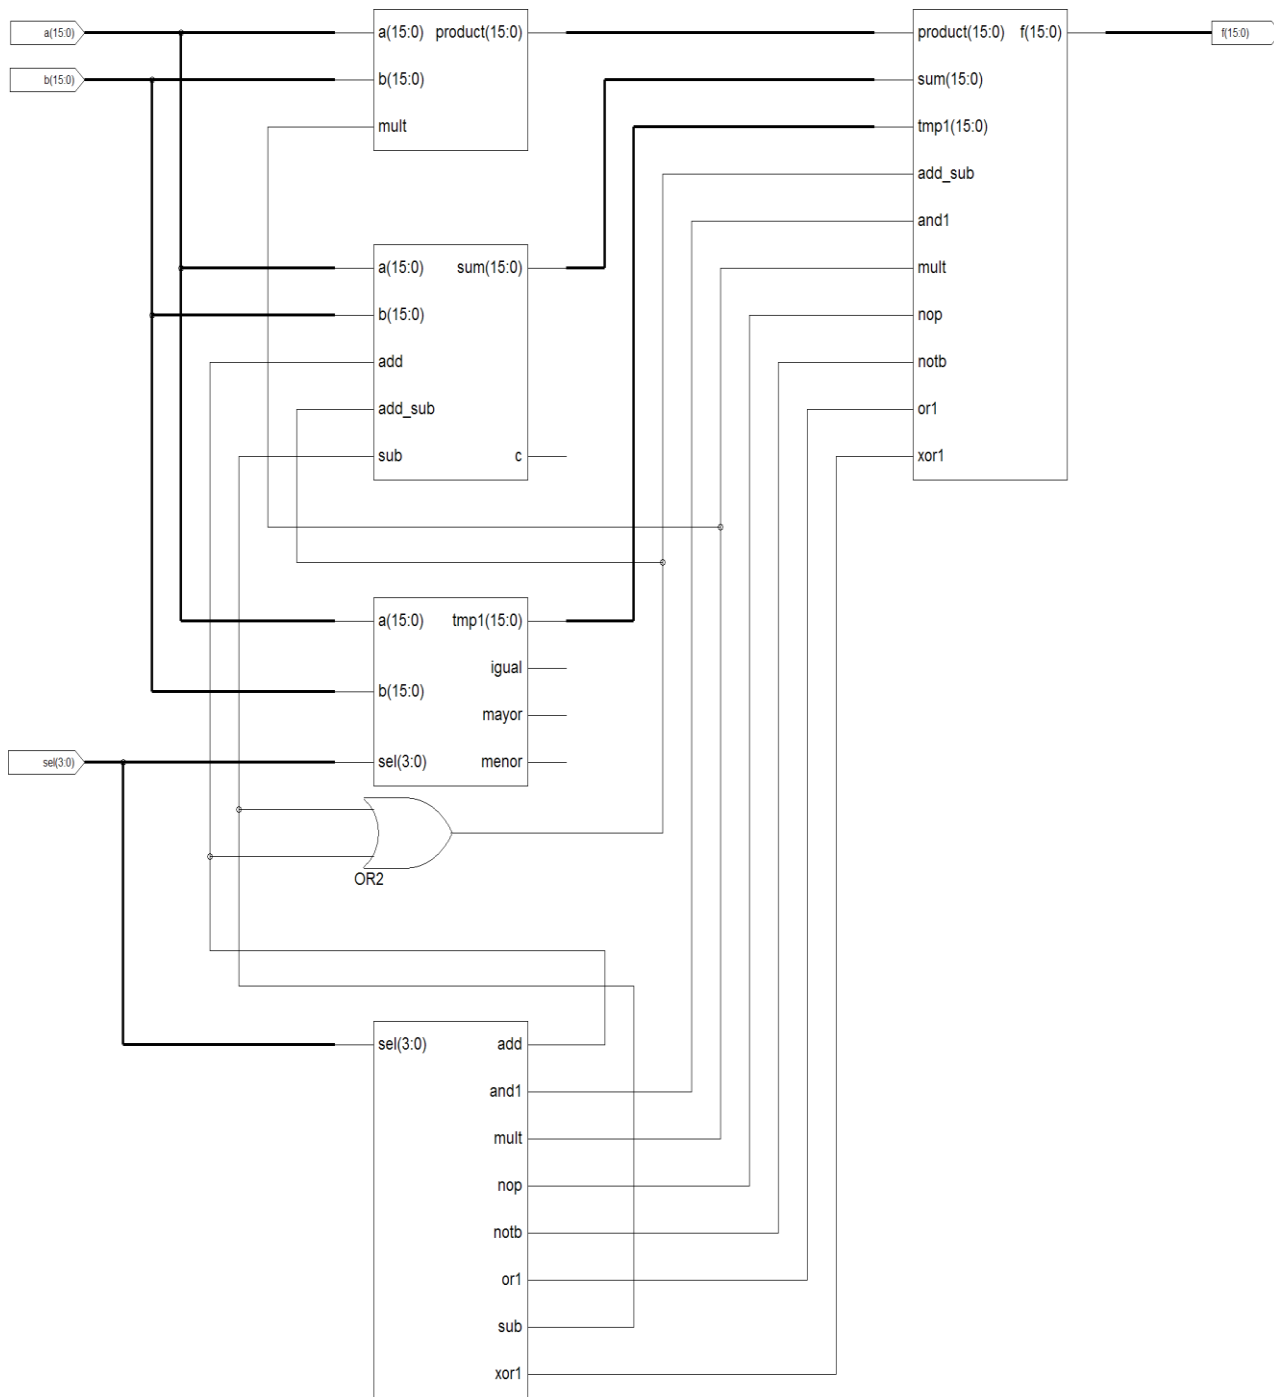 a(15:0)
b(15:0)
a(15:0) product(15:0)
b(15:0)
mult
product(15:0) f(15:0)
sum(15:0)
tmp1(15:0)
add_sub
and1
mult
nop
notb
or1
xor1
f(15:0)
a(15:0) sum(15:0)
b(15:0)
add
add_sub
sub c
a(15:0) tmp1(15:0)
igual
b(15:0)
mayor
sel(3:0) menor
sel(3:0)
OR2
sel(3:0) add
and1
mult
nop
notb
or1
sub
xor1